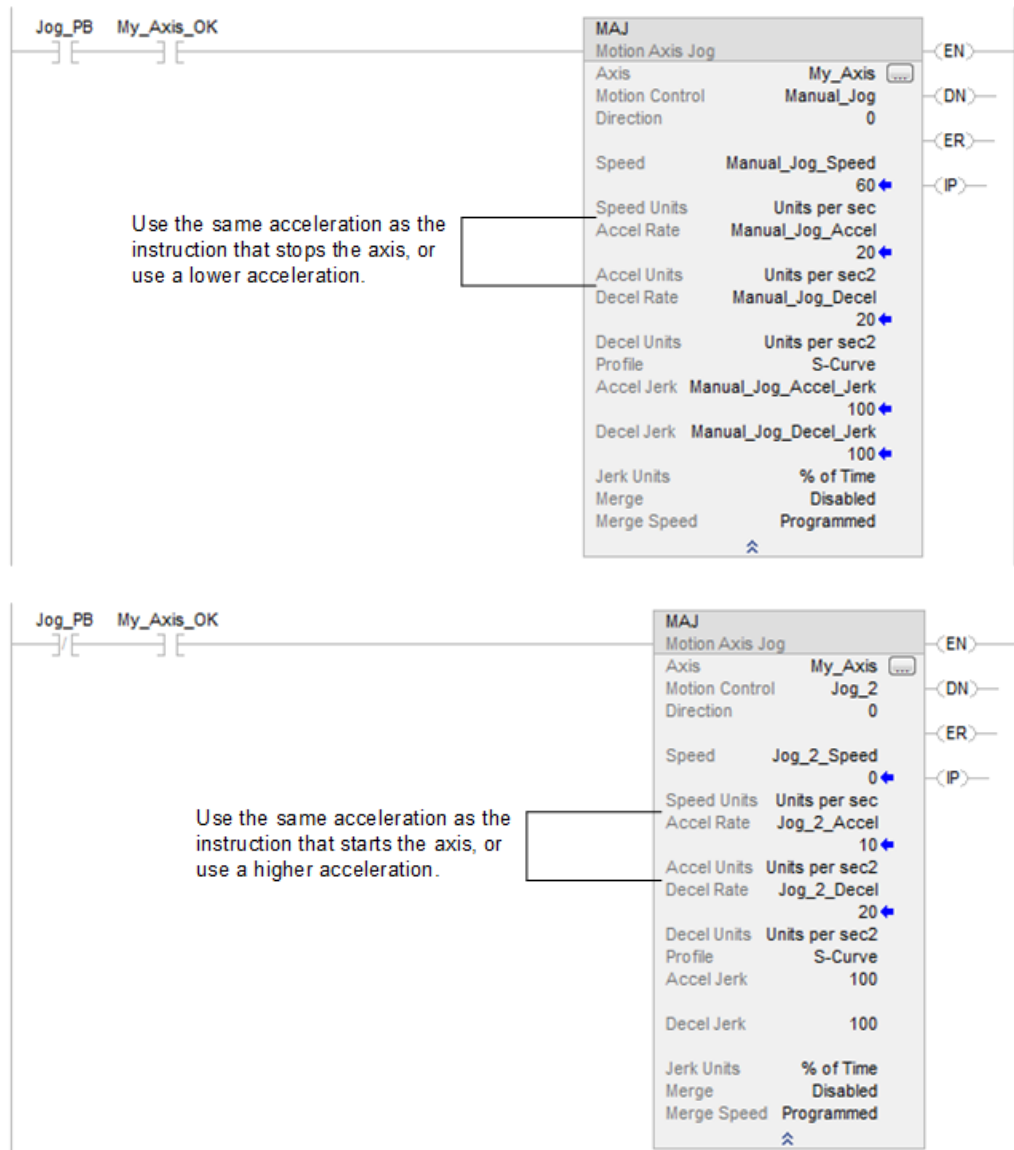 Jog_PB My_Axis_OK
MAJ
Motion Axis Jog
EN
Axis My_Axis ...
Motion Control Manual_Jog
DN
Direction 0
ER
Speed Manual_Jog_Speed
60
IP
Speed Units Units per sec
Accel Rate Manual_Jog_Accel
20
Accel Units Units per sec2
Decel Rate Manual_Jog_Decel
20
Decel Units Units per sec2
Profile S-Curve
Accel Jerk Manual_Jog_Accel_Jerk
100
Decel Jerk Manual_Jog_Decel_Jerk
100
Jerk Units % of Time
Merge Disabled
Merge Speed Programmed
Use the same acceleration as the
instruction that stops the axis, or
use a lower acceleration.
Jog_PB My_Axis_OK
MAJ
Motion Axis Jog
EN
Axis My_Axis ...
Motion Control Jog_2
DN
Direction 0
ER
Speed Jog_2_Speed
0
IP
Speed Units Units per sec
Accel Rate Jog_2_Accel
10
Accel Units Units per sec2
Decel Rate Jog_2_Decel
20
Decel Units Units per sec2
Profile S-Curve
Accel Jerk 100
Decel Jerk 100
Jerk Units % of Time
Merge Disabled
Merge Speed Programmed
Use the same acceleration as the
instruction that starts the axis, or
use a higher acceleration.